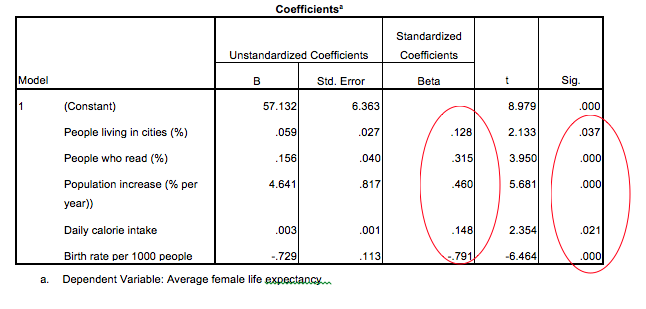 Coefficientsª
Standardized
Unstandardized Coefficients Coefficients
Model B Std. Error Beta t Sig.
1 (Constant) 57.132 6.363 8.979 .000
People living in cities (%) .059 .027 .128 2.133 .037
People who read (%) .156 .040 .315 3.950 .000
Population increase (% per 4.641 .817 .460 5.681 .000
year))
Daily calorie intake .003 .001 .148 2.354 .021
Birth rate per 1000 people -.729 .113 -.791 -6.464 .000
a. Dependent Variable: Average female life expectancy